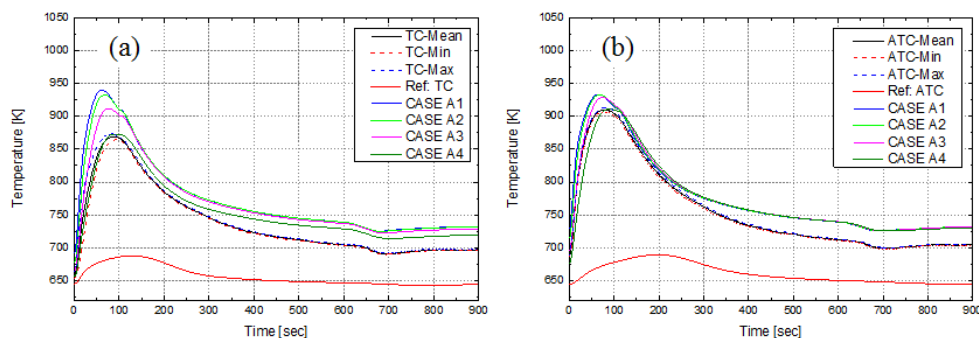 (a)
1050
1000
950
900
850
800
750
700
650
Temperature [K]
0 100 200 300 400 500 600 700 800 900
Time [sec]
TC-Mean
TC-Min
TC-Max
Ref: TC
CASE A1
CASE A2
CASE A3
CASE A4
(b)
1050
1000
950
900
850
800
750
700
650
Temperature [K]
0 100 200 300 400 500 600 700 800 900
Time [sec]
ATC-Mean
ATC-Min
ATC-Max
Ref: ATC
CASE A1
CASE A2
CASE A3
CASE A4